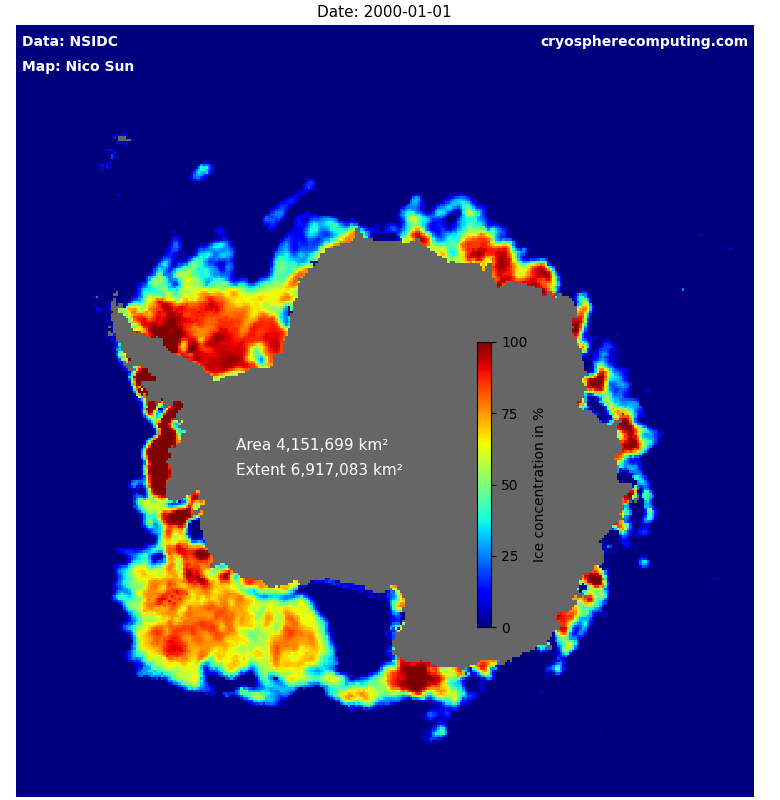 Date: 2000-01-01
Data: NSIDC
cryospherecomputing.com
Map: Nico Sun
100
75
50
25
0
Ice concentration in %
Area 4,151,699 km²
Extent 6,917,083 km²